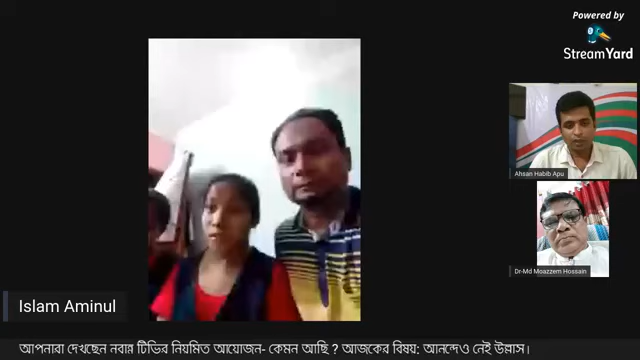 Powered by
StreamYard
Ahsan Habib Apu
Dr-Md Moazzem Hossain
Islam Aminul
আপনারা দেখছেন নবান্ন টিভির নিয়মিত আয়োজন- কেমন আছি ? আজকের বিষয়: আনন্দেও নেই উল্লাস।